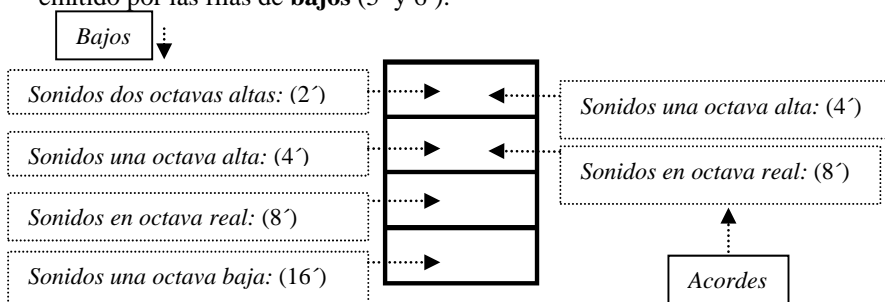 emitido por las filas de bajos (5ª y 6ª).
Bajos
Sonidos dos octavas altas: (2´)
Sonidos una octava alta: (4´)
Sonidos en octava real: (8´)
Sonidos una octava baja: (16´)
Sonidos una octava alta: (4´)
Sonidos en octava real: (8´)
Acordes